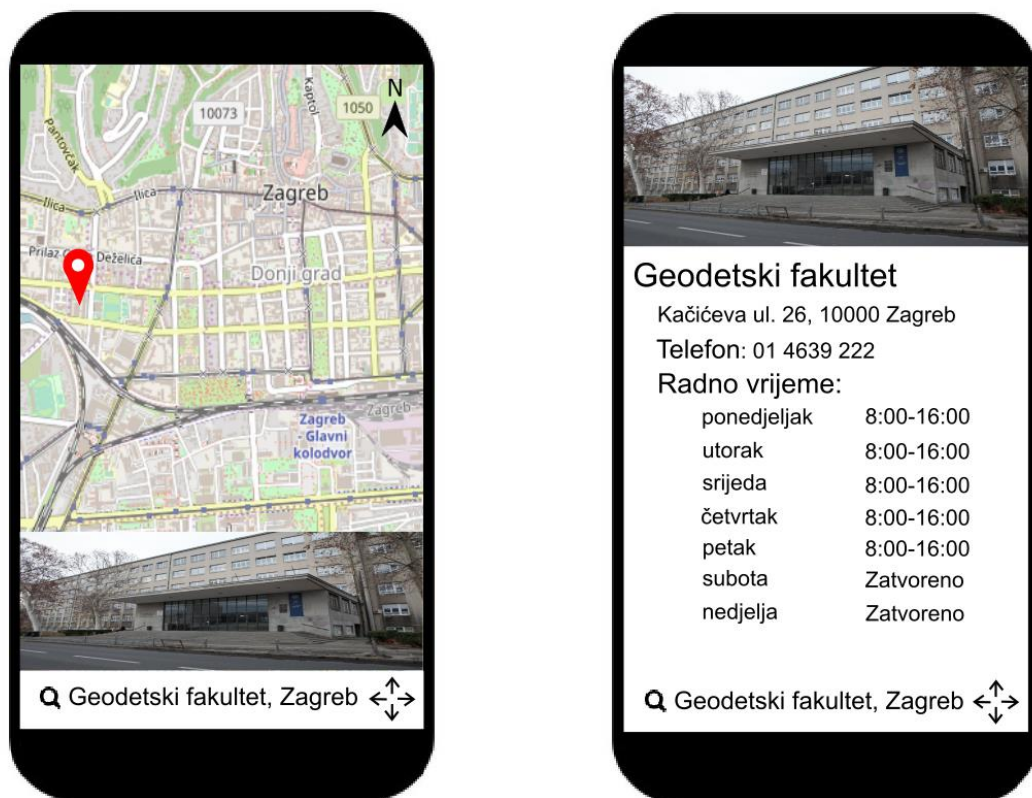 N
Kaptol
10073
1050
Pantovčak
Ilica
Zagreb
Ilica
Prilaz G Deželica
Donji grad
Zagreb
Zagreb
- Glavni
kolodvor
Geodetski fakultet, Zagreb
Geodetski fakultet
Kačićeva ul. 26, 10000 Zagreb
Telefon: 01 4639 222
Radno vrijeme:
ponedjeljak 8:00-16:00
utorak 8:00-16:00
srijeda 8:00-16:00
četvrtak 8:00-16:00
petak 8:00-16:00
subota Zatvoreno
nedjelja Zatvoreno
Geodetski fakultet, Zagreb